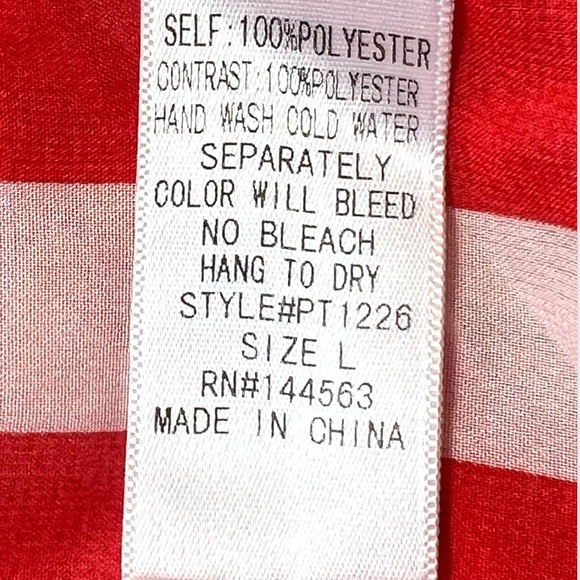 SELF:100%POLYESTER
CONTRAST:100%POLYESTER
HAND WASH COLD WATER
SEPARATELY
COLOR WILL BLEED
NO BLEACH
HANG TO DRY
STYLE#PT1226
SIZE L
RN#144563
MADE IN CHINA